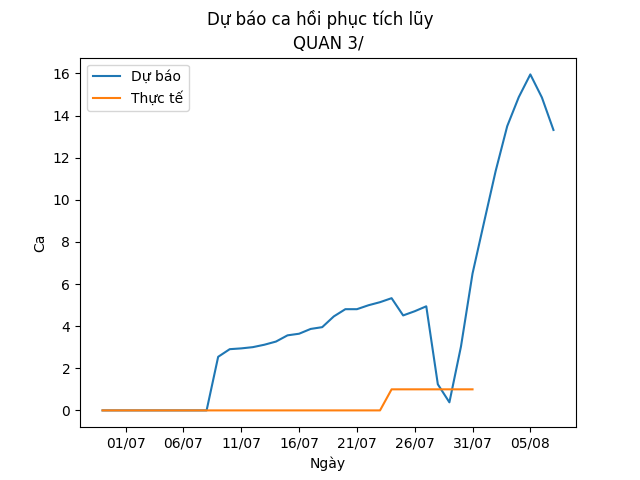 Dự báo ca hồi phục tích lũy
QUAN 3/
Dự báo
Thực tế
16
14
12
10
8
6
4
2
0
Ca
01/07 06/07 11/07 16/07 21/07 26/07 31/07 05/08
Ngày